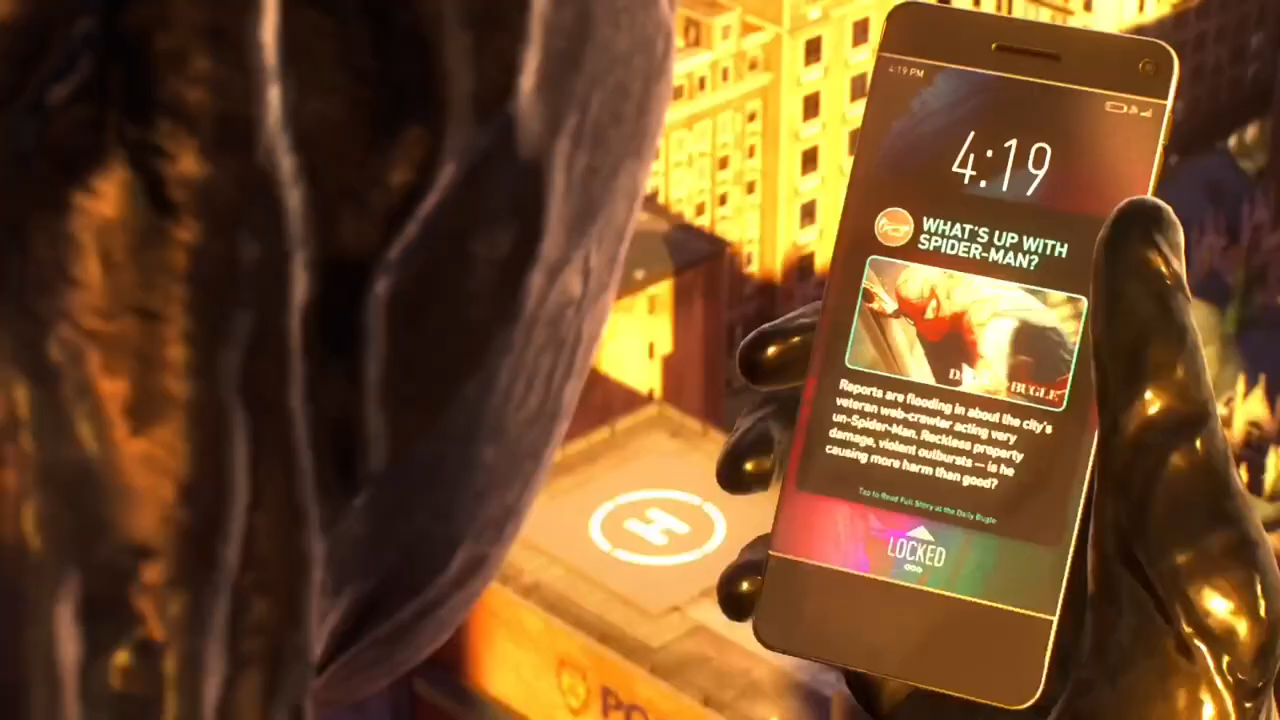 4:19 PM
4:19
WHAT'S UP WITH
SPIDER-MAN?
BUGLE
Reports are flooding in about the city's
veteran web-crawler acting very
un-Spider-Man. Reckless property
damage, violent outbursts — is he
causing more harm than good?
Tap to Read Full Story at the Daily Bugle
LOCKED
H
PO